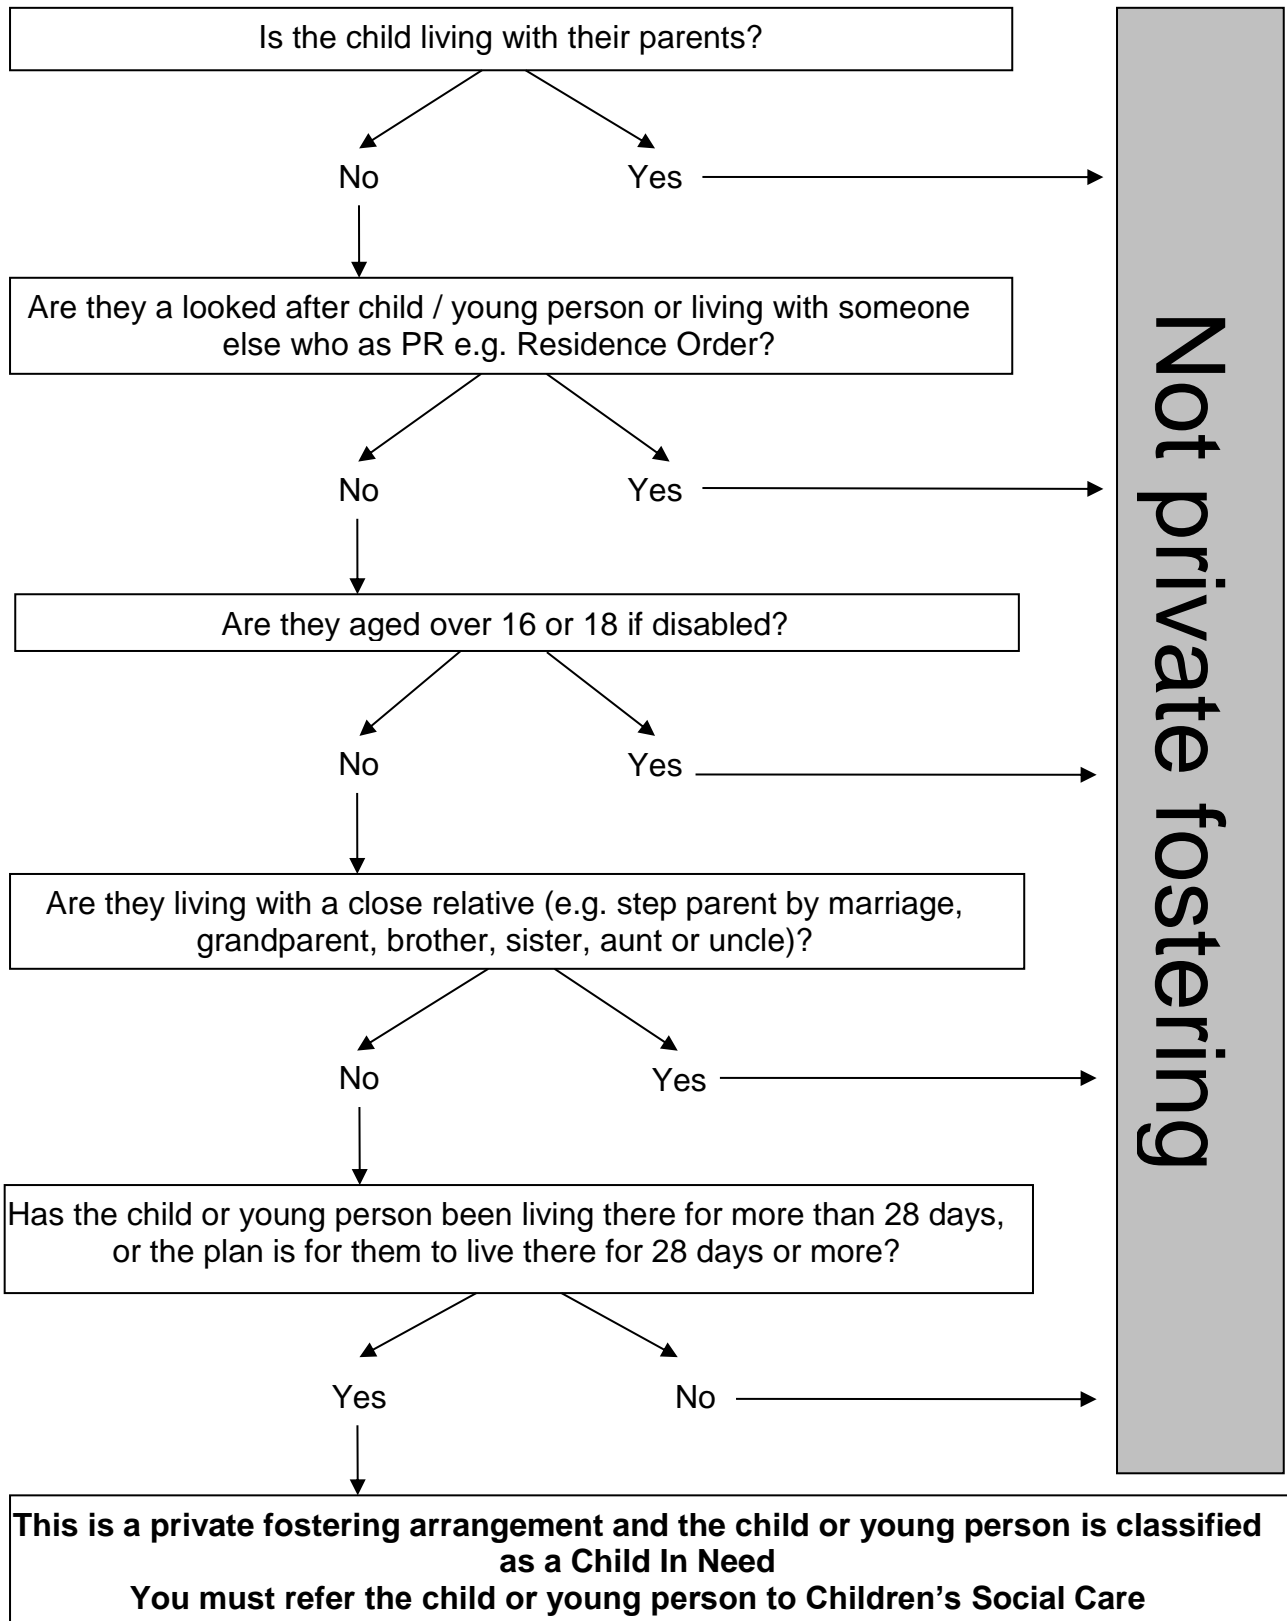 Is the child living with their parents?
No
Yes
Are they a looked after child / young person or living with someone
else who as PR e.g. Residence Order?
No
Yes
Are they aged over 16 or 18 if disabled?
No
Yes
Are they living with a close relative (e.g. step parent by marriage,
grandparent, brother, sister, aunt or uncle)?
No
Yes
Has the child or young person been living there for more than 28 days,
or the plan is for them to live there for 28 days or more?
Yes
No
This is a private fostering arrangement and the child or young person is classified
as a Child In Need
You must refer the child or young person to Children's Social Care
Not private fostering